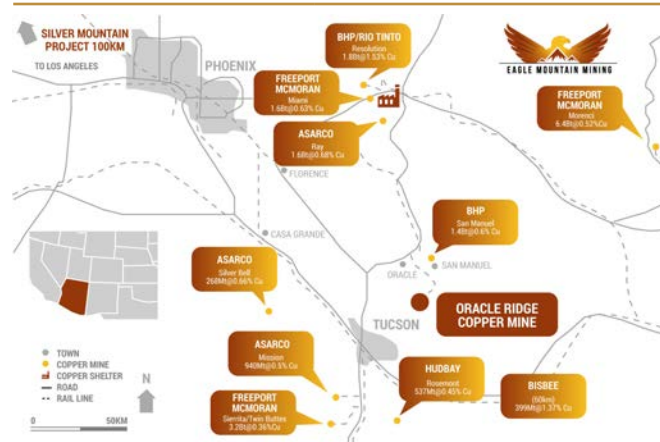 SILVER MOUNTAIN
PROJECT 100KM
TO LOS ANGELES
PHOENIX
BHP/RIO TINTO
Resolution
1.8Bt@1.53% Cu
EAGLE MOUNTAIN MINING
FREEPORT
MCMORAN
Miami
1.6Bt@0.63% Cu
FREEPORT
MCMORAN
Morenci
6.4Bt@0.52%Cu
ASARCO
Ray
1.6Bt@0.68% Cu
FLORENCE
CASA GRANDE
BHP
San Manuel
1.4Bt@0.6% Cu
ORACLE
SAN MANUEL
ASARCO
Silver Bell
268Mt@0.66% Cu
ORACLE RIDGE
COPPER MINE
TUCSON
ASARCO
Mission
940Mt@0.5% Cu
HUDBAY
Rosemont
537Mt@0.45% Cu
BISBEE
(60km)
399Mt@1.37% Cu
FREEPORT
MCMORAN
Sierrita/Twin Buttes
3.2Bt@0.36%Cu
TOWN
COPPER MINE
COPPER SMELTER
ROAD
RAIL LINE
N
0
50KM